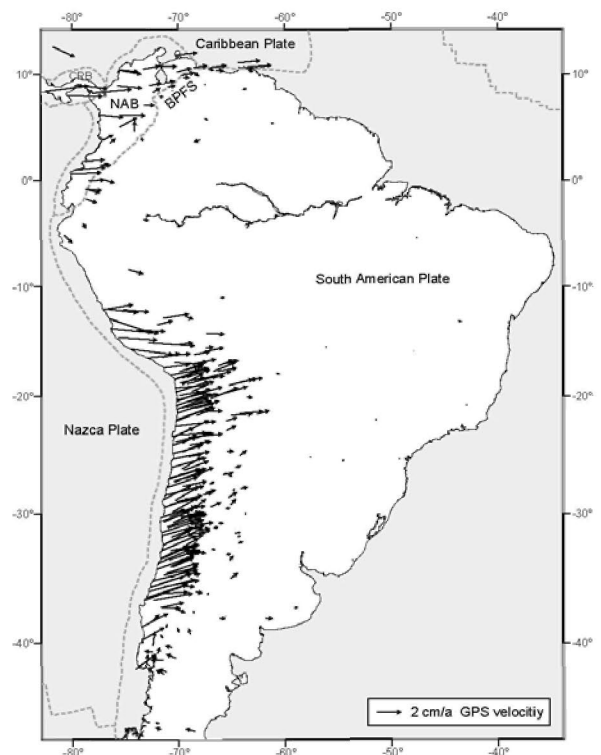 -80° -70° -60° -50° -40°
Caribbean Plate
10° CRB 10°
NAB BPFS
0° 0°
South American Plate
-10° -10°
-20° -20°
Nazca Plate
-30° -30°
-40° -40°
2 cm/a GPS velocitiy
-80° -70° -60° -50° -40°